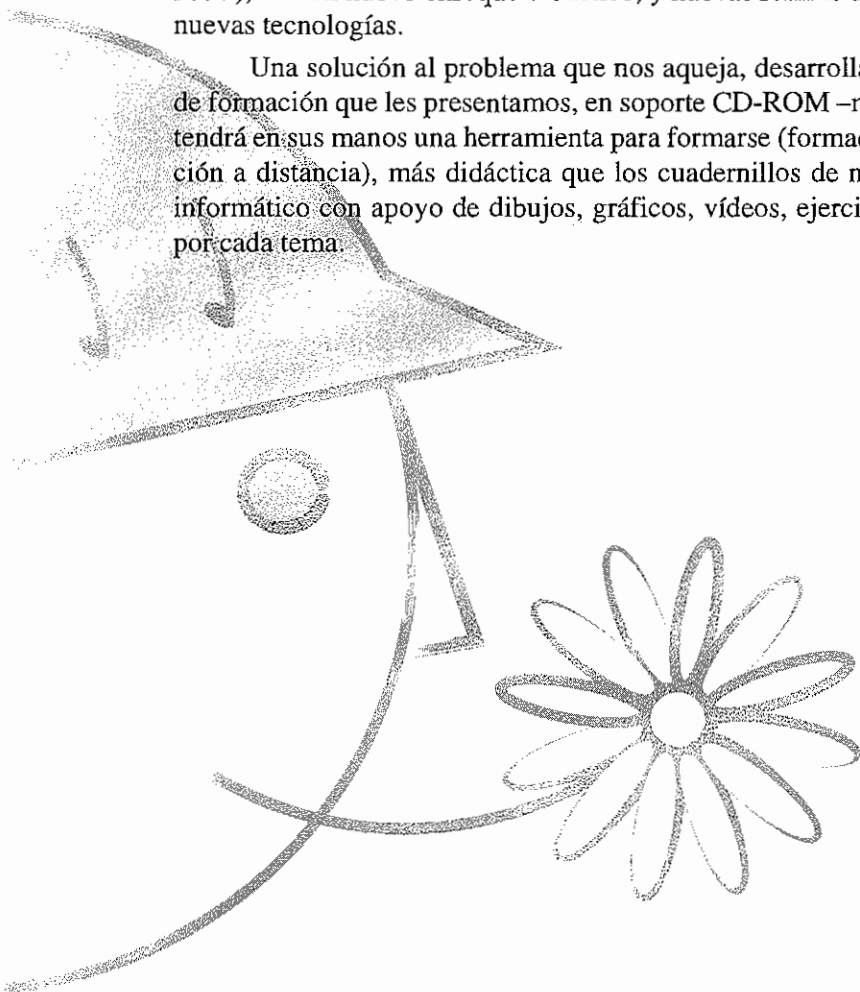 nuevas tecnologías.
Una solución al problema que nos aqueja, desarrolla
de formación que les presentamos, en soporte CD-ROM –
tendrá en sus manos una herramienta para formarse (formac
ción a distancia), más didáctica que los cuadernillos de
informático con apoyo de dibujos, gráficos, vídeos, ejerci
por cada tema.